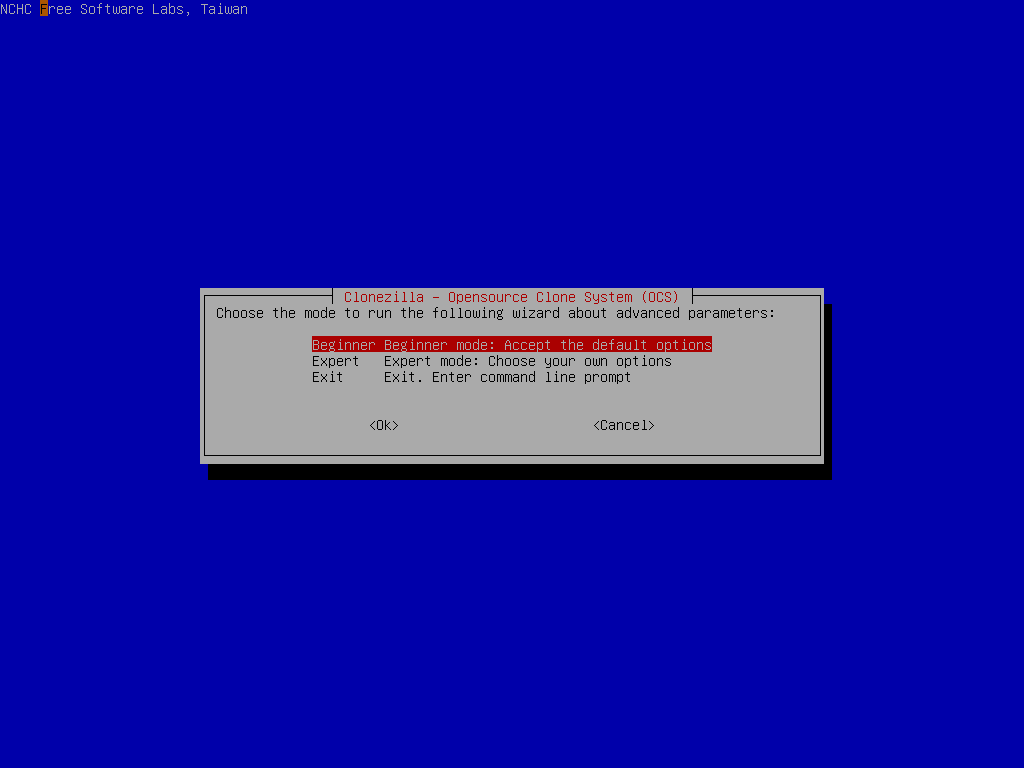 NCHC Free Software Labs, Taiwan
Clonezilla - Opensource Clone System (OCS)
Choose the mode to run the following wizard about advanced parameters:
Beginner Beginner mode: Accept the default options
Expert Expert mode: Choose your own options
Exit Exit. Enter command line prompt
<Ok> <Cancel>